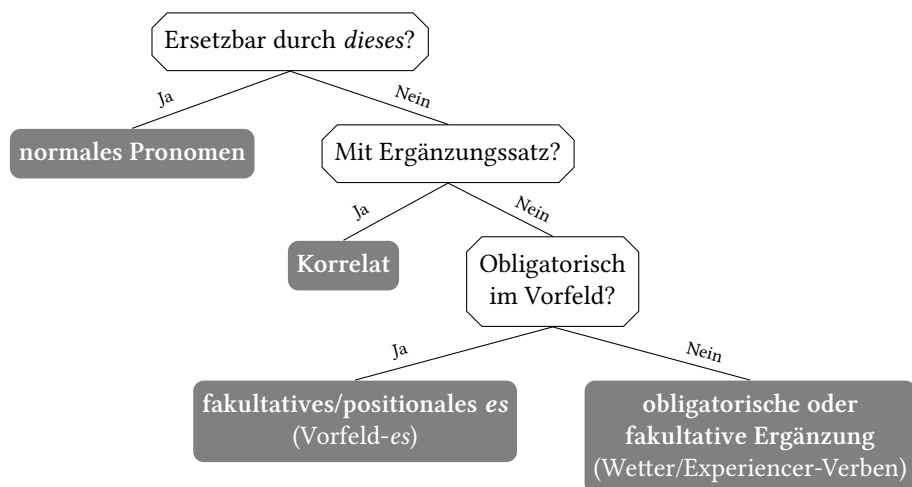 Ersetzbar durch dieses?
Ja
Nein
normales Pronomen
Mit Ergänzungssatz?
Ja
Nein
Korrelat
Obligatorisch
im Vorfeld?
Ja
Nein
fakultatives/positionales es
(Vorfeld-es)
obligatorische oder
fakultative Ergänzung
(Wetter/Experiencer-Verben)